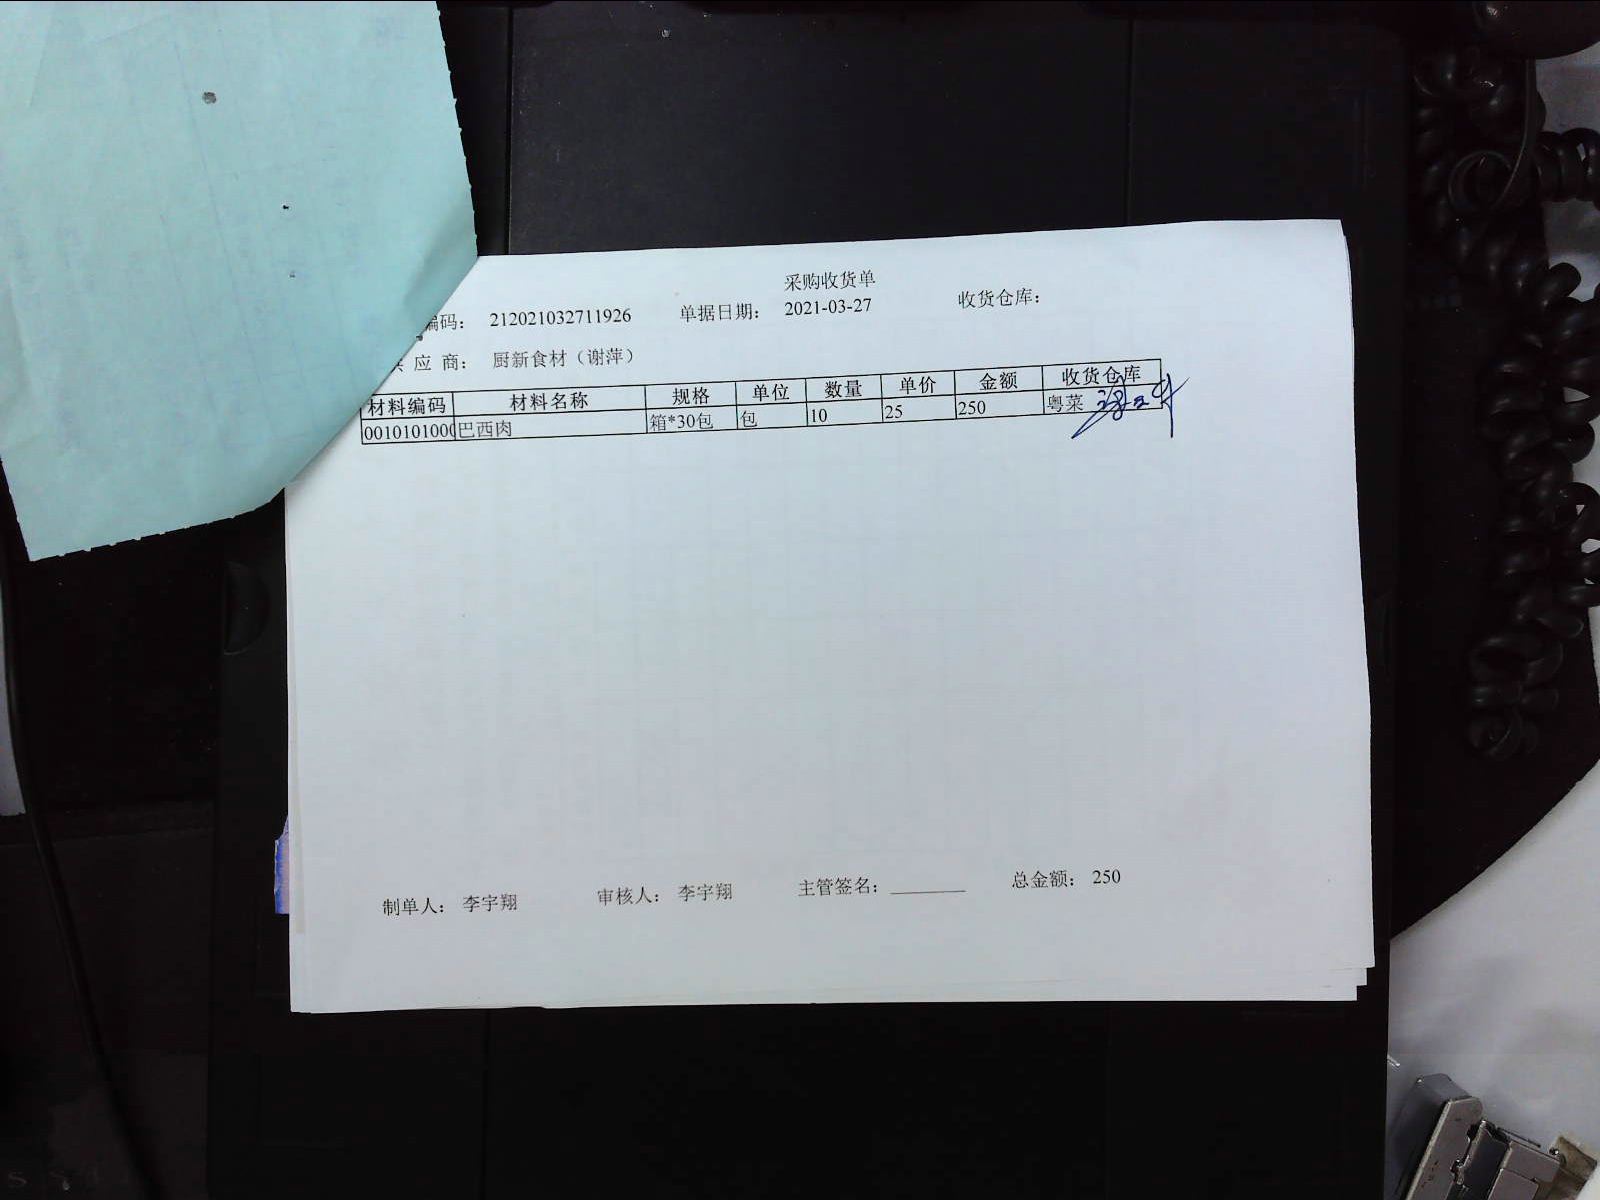 采购收货单
编码： 212021032711926 单据日期： 2021-03-27 收货仓库：
供 应 商： 厨新食材（谢萍）
材料编码 材料名称 规格 单位 数量 单价 金额 收货仓库
0010101000 巴西肉 箱*30包 包 10 25 250 粤菜
制单人： 李宇翔 审核人： 李宇翔 主管签名： ________ 总金额： 250